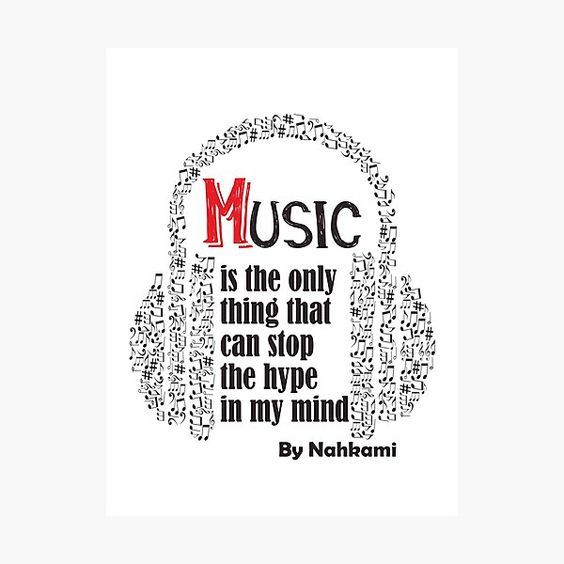 Music
is the only
thing that
can stop
the hype
in my mind
By Nahkami